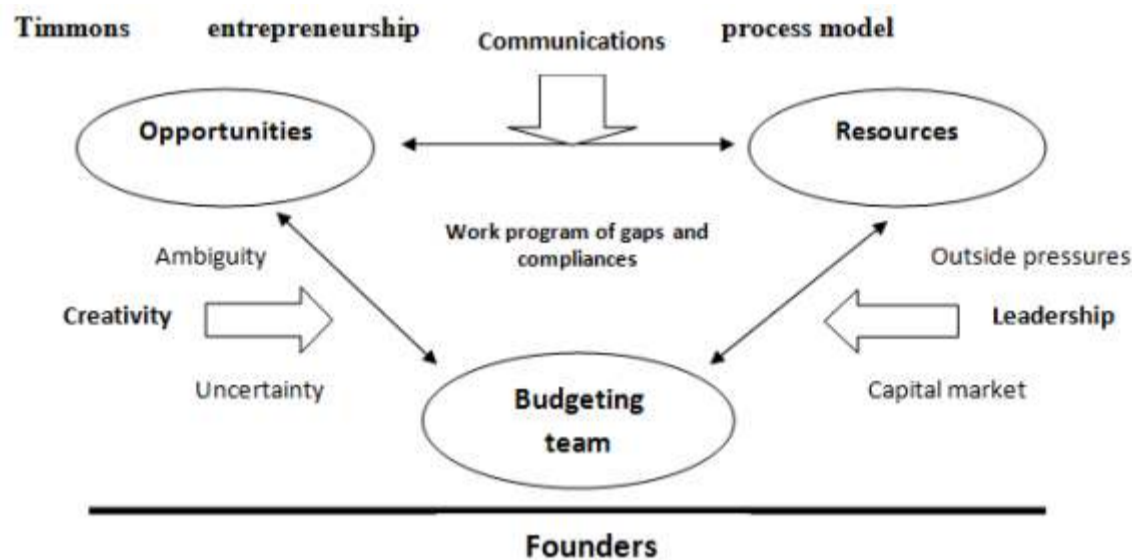 Timmons entrepreneurship process model
Communications
Opportunities
Resources
Work program of gaps and
compliances
Ambiguity
Outside pressures
Creativity
Leadership
Uncertainty
Capital market
Budgeting
team
Founders